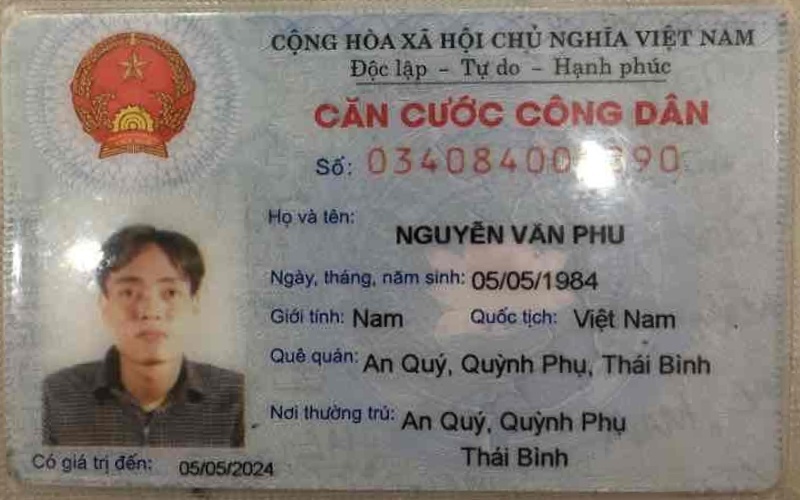 CỘNG HÒA XÃ HỘI CHỦ NGHĨA VIỆT NAM
Độc lập - Tự do - Hạnh phúc
CĂN CƯỚC CÔNG DÂN
Số:
Họ và tên:
NGUYỄN VĂN PHU
Ngày, tháng, năm sinh: 05/05/1984
Giới tính: Nam Quốc tịch: Việt Nam
Quê quán: An Quý, Quỳnh Phụ, Thái Bình
Nơi thường trú: An Quý, Quỳnh Phụ
Thái Bình
Có giá trị đến: 05/05/2024